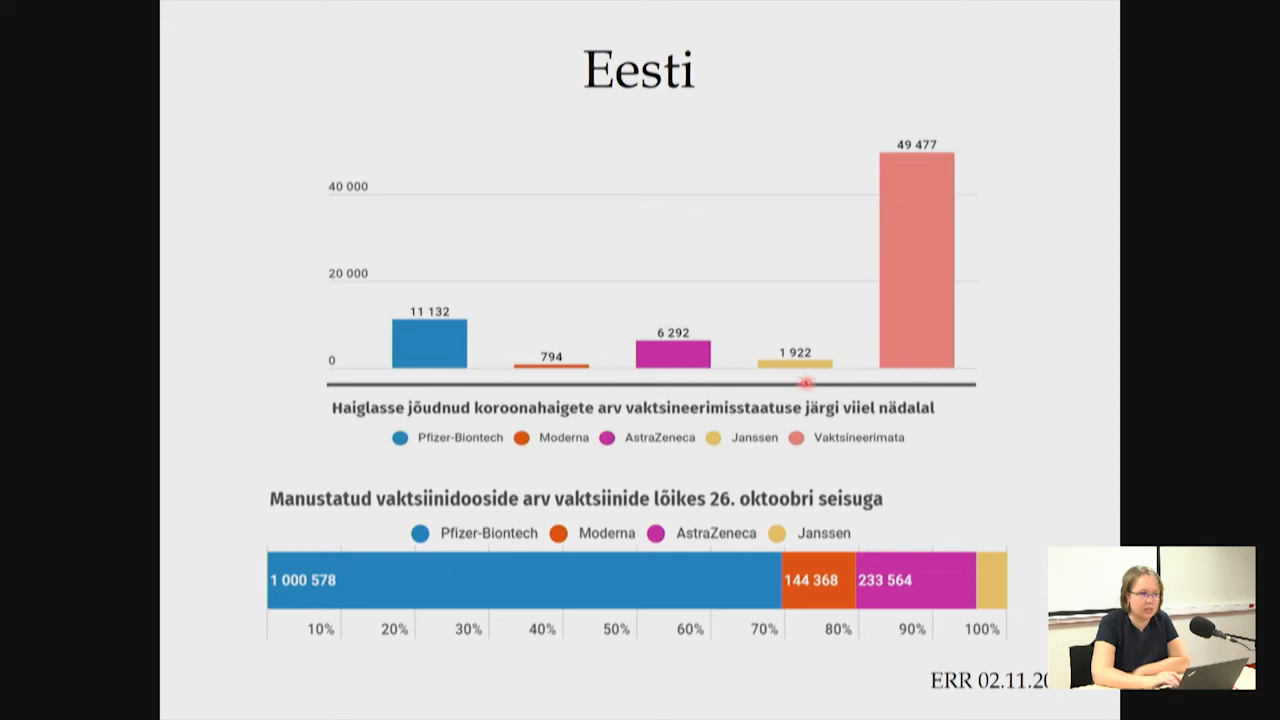 Eesti
49 477
40 000
20 000
11 132
6 292
1 922
794
0
Haiglasse jõudnud koroonahaigete arv vaktsineerimisstaatuse järgi viiel nädalal
Pfizer-Biontech Moderna AstraZeneca Janssen Vaktsineerimata
Manustatud vaktsiinidooside arv vaktsiinide lõikes 26. oktoobri seisuga
Pfizer-Biontech Moderna AstraZeneca Janssen
1 000 578 144 368 233 564
10% 20% 30% 40% 50% 60% 70% 80% 90% 100%
ERR 02.11.20